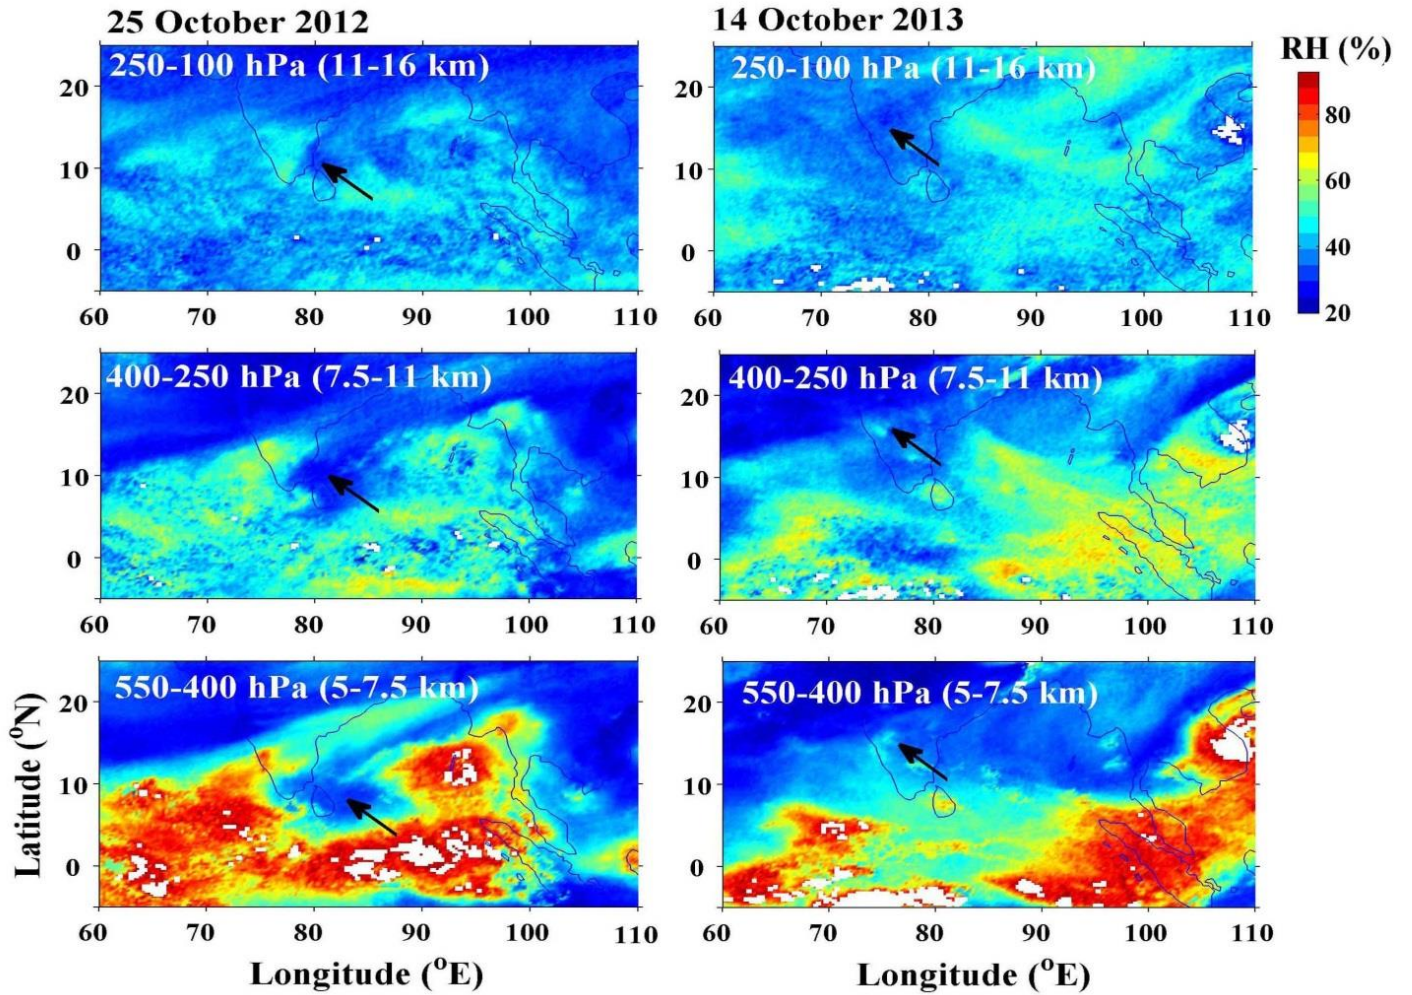 25 October 2012
14 October 2013
250-100 hPa (11-16 km)
250-100 hPa (11-16 km)
RH (%)
80
60
40
20
20
10
0
60 70 80 90 100 110
20
10
0
60 70 80 90 100 110
400-250 hPa (7.5-11 km)
400-250 hPa (7.5-11 km)
20
10
0
60 70 80 90 100 110
20
10
0
60 70 80 90 100 110
550-400 hPa (5-7.5 km)
550-400 hPa (5-7.5 km)
Latitude (°N)
20
10
0
60 70 80 90 100 110
20
10
0
60 70 80 90 100 110
Longitude (°E)
Longitude (°E)